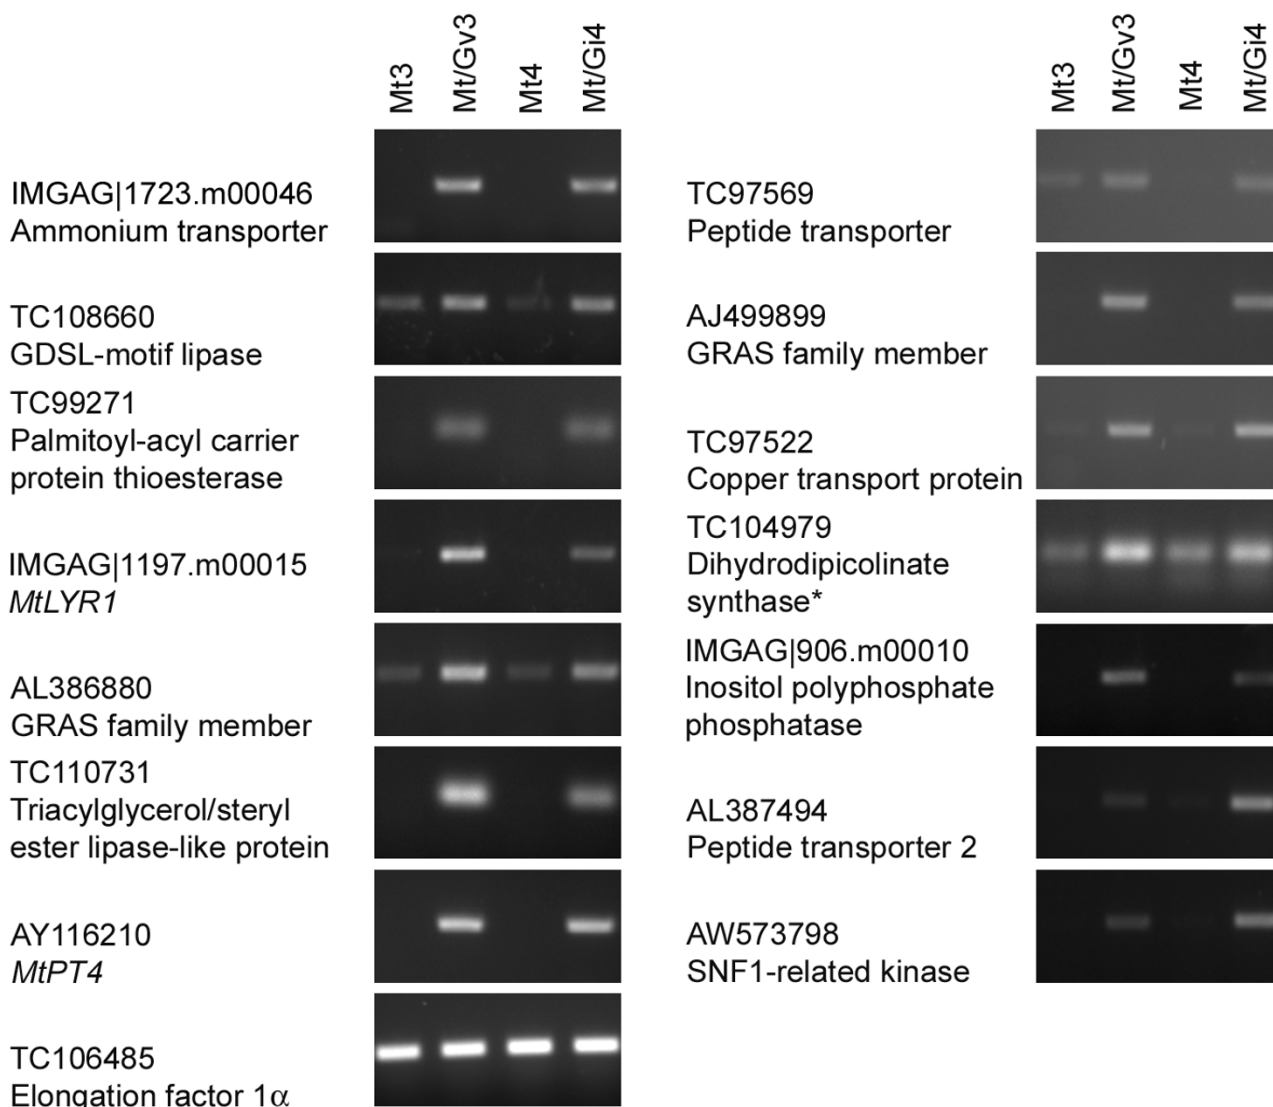 Mt3
Mt/Gv3
Mt4
Mt/Gi4
IMGAG|1723.m00046
Ammonium transporter
TC108660
GDSL-motif lipase
TC99271
Palmitoyl-acyl carrier
protein thioesterase
IMGAG|1197.m00015
MtLYR1
AL386880
GRAS family member
TC110731
Triacylglycerol/steryl
ester lipase-like protein
AY116210
MtPT4
TC106485
Elongation factor 1α
Mt3
Mt/Gv3
Mt4
Mt/Gi4
TC97569
Peptide transporter
AJ499899
GRAS family member
TC97522
Copper transport protein
TC104979
Dihydrodipicolinate
synthase*
IMGAG|906.m00010
Inositol polyphosphate
phosphatase
AL387494
Peptide transporter 2
AW573798
SNF1-related kinase